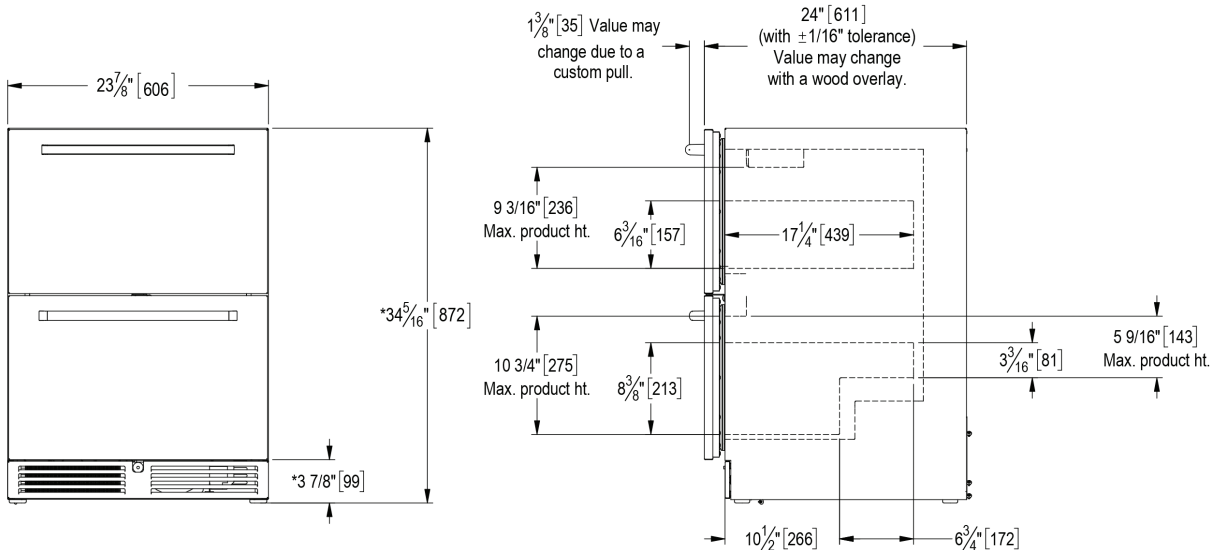 1 3/8" [35] Value may
change due to a
custom pull.
24" [611]
(with ±1/16" tolerance)
Value may change
with a wood overlay.
23 7/8" [606]
9 3/16" [236]
Max. product ht.
6 3/16" [157]
17 1/4" [439]
*34 5/16" [872]
10 3/4" [275]
Max. product ht.
8 3/8" [213]
3 3/16" [81]
5 9/16" [143]
Max. product ht.
*3 7/8" [99]
10 1/2" [266]
6 3/4" [172]